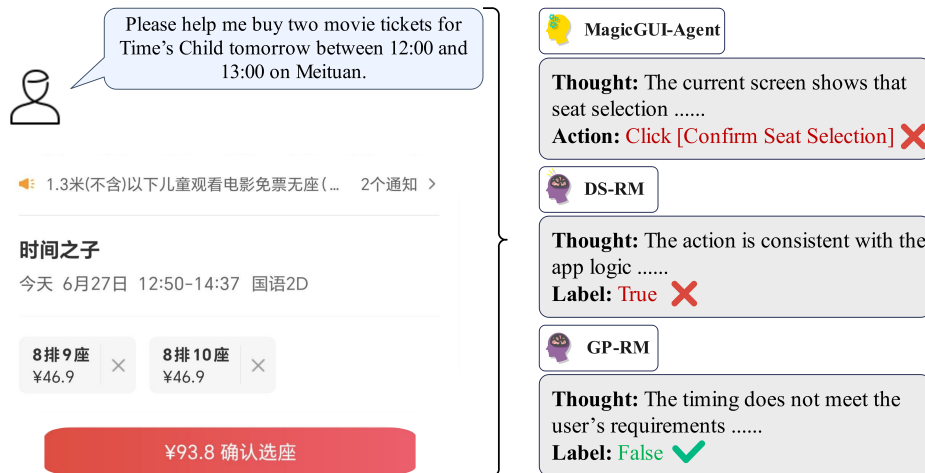 Please help me buy two movie tickets for
Time’s Child tomorrow between 12:00 and
13:00 on Meituan.
1.3米(不含)以下儿童观看电影免票无座(... 2个通知
时间之子
今天 6月27日 12:50-14:37 国语2D
8排9座
¥46.9
8排10座
¥46.9
¥93.8 确认选座
MagicGUI-Agent
Thought: The current screen shows that
seat selection ......
Action: Click [Confirm Seat Selection]
DS-RM
Thought: The action is consistent with the
app logic ......
Label: True
GP-RM
Thought: The timing does not meet the
user’s requirements ......
Label: False